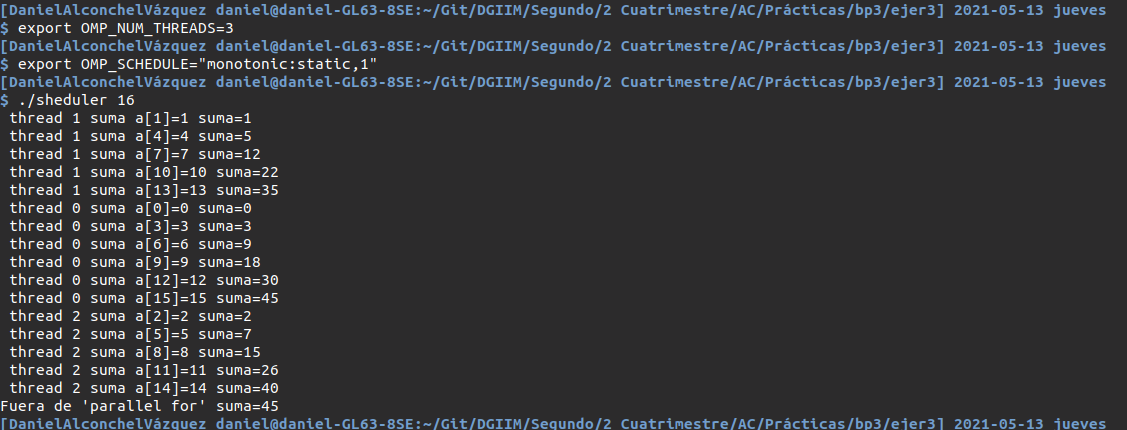 [DanielAlconchelVázquez daniel@daniel-GL63-8SE:~/Git/DGIIM/Segundo/2 Cuatrimestre/AC/Prácticas/bp3/ejer3] 2021-05-13 jueves
$ export OMP_NUM_THREADS=3
[DanielAlconchelVázquez daniel@daniel-GL63-8SE:~/Git/DGIIM/Segundo/2 Cuatrimestre/AC/Prácticas/bp3/ejer3] 2021-05-13 jueves
$ export OMP_SCHEDULE="monotonic:static,1"
[DanielAlconchelVázquez daniel@daniel-GL63-8SE:~/Git/DGIIM/Segundo/2 Cuatrimestre/AC/Prácticas/bp3/ejer3] 2021-05-13 jueves
$ ./sheduler 16
 thread 1 suma a[1]=1 suma=1
 thread 1 suma a[4]=4 suma=5
 thread 1 suma a[7]=7 suma=12
 thread 1 suma a[10]=10 suma=22
 thread 1 suma a[13]=13 suma=35
 thread 0 suma a[0]=0 suma=0
 thread 0 suma a[3]=3 suma=3
 thread 0 suma a[6]=6 suma=9
 thread 0 suma a[9]=9 suma=18
 thread 0 suma a[12]=12 suma=30
 thread 0 suma a[15]=15 suma=45
 thread 2 suma a[2]=2 suma=2
 thread 2 suma a[5]=5 suma=7
 thread 2 suma a[8]=8 suma=15
 thread 2 suma a[11]=11 suma=26
 thread 2 suma a[14]=14 suma=40
Fuera de 'parallel for' suma=45
[DanielAlconchelVázquez daniel@daniel-GL63-8SE:~/Git/DGIIM/Segundo/2 Cuatrimestre/AC/Prácticas/bp3/ejer3] 2021-05-13 jueves